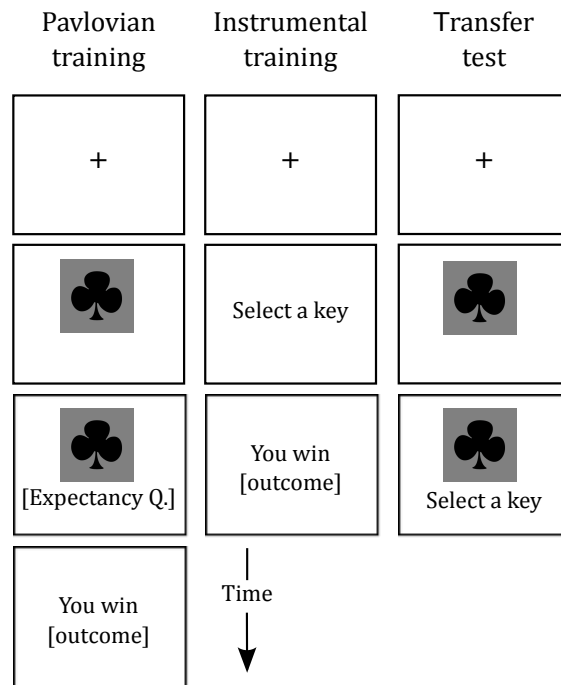 Pavlovian
training
Instrumental
training
Transfer
test
+
+
+
Select a key
[Expectancy Q.]
You win
[outcome]
Select a key
You win
[outcome]
Time